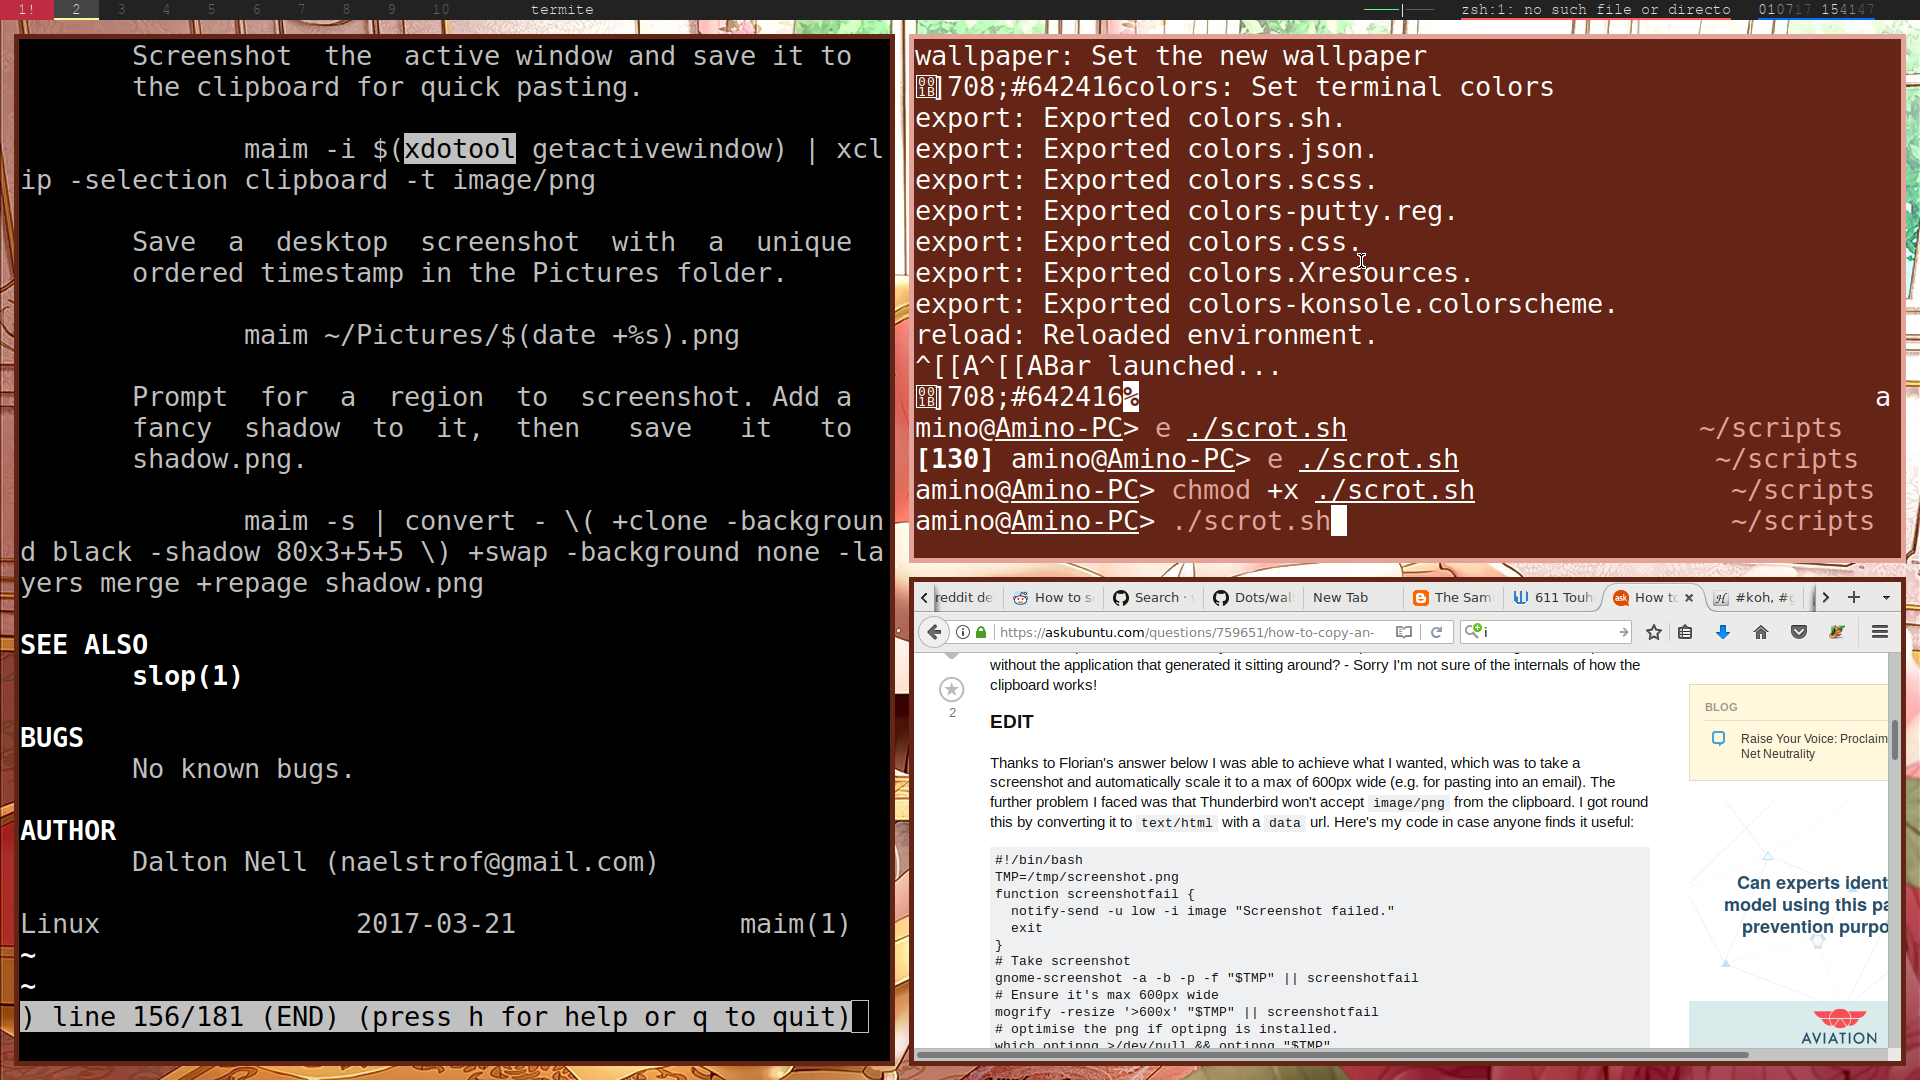 1! 2 3 4 5 6 7 8 9 10 termite zsh:1: no such file or directo 010717 154147
Screenshot the active window and save it to
the clipboard for quick pasting.
maim -i $(xdotool getactivewindow) | xcl
ip -selection clipboard -t image/png
Save a desktop screenshot with a unique
ordered timestamp in the Pictures folder.
maim ~/Pictures/$(date +%s).png
Prompt for a region to screenshot. Add a
fancy shadow to it, then save it to
shadow.png.
maim -s | convert - \( +clone -backgroun
d black -shadow 80x3+5+5 \) +swap -background none -la
yers merge +repage shadow.png
SEE ALSO
slop(1)
BUGS
No known bugs.
AUTHOR
Dalton Nell (naelstrof@gmail.com)
Linux 2017-03-21 maim(1)
~
~
) line 156/181 (END) (press h for help or q to quit)
wallpaper: Set the new wallpaper
]708;#642416colors: Set terminal colors
export: Exported colors.sh.
export: Exported colors.json.
export: Exported colors.scss.
export: Exported colors-putty.reg.
export: Exported colors.css.
export: Exported colors.Xresources.
export: Exported colors-konsole.colorscheme.
reload: Reloaded environment.
^[[A^[[ABar launched...
]708;#642416% a
mino@Amino-PC> e ./scrot.sh ~/scripts
[130] amino@Amino-PC> e ./scrot.sh ~/scripts
amino@Amino-PC> chmod +x ./scrot.sh ~/scripts
amino@Amino-PC> ./scrot.sh ~/scripts
reddit de How to s Search · Dots/wal New Tab The Sam 611 Touh How to #koh, #g
https://askubuntu.com/questions/759651/how-to-copy-an- i
without the application that generated it sitting around? - Sorry I'm not sure of the internals of how the
clipboard works!
2
EDIT
Thanks to Florian's answer below I was able to achieve what I wanted, which was to take a
screenshot and automatically scale it to a max of 600px wide (e.g. for pasting into an email). The
further problem I faced was that Thunderbird won't accept image/png from the clipboard. I got round
this by converting it to text/html with a data url. Here's my code in case anyone finds it useful:
#!/bin/bash
TMP=/tmp/screenshot.png
function screenshotfail {
notify-send -u low -i image "Screenshot failed."
exit
}
# Take screenshot
gnome-screenshot -a -b -p -f "$TMP" || screenshotfail
# Ensure it's max 600px wide
mogrify -resize '>600x' "$TMP" || screenshotfail
# optimise the png if optipng is installed.
which optipng >/dev/null && optipng "$TMP"
BLOG
Raise Your Voice: Proclaim
Net Neutrality
Can experts ident
model using this pa
prevention purpo
AVIATION